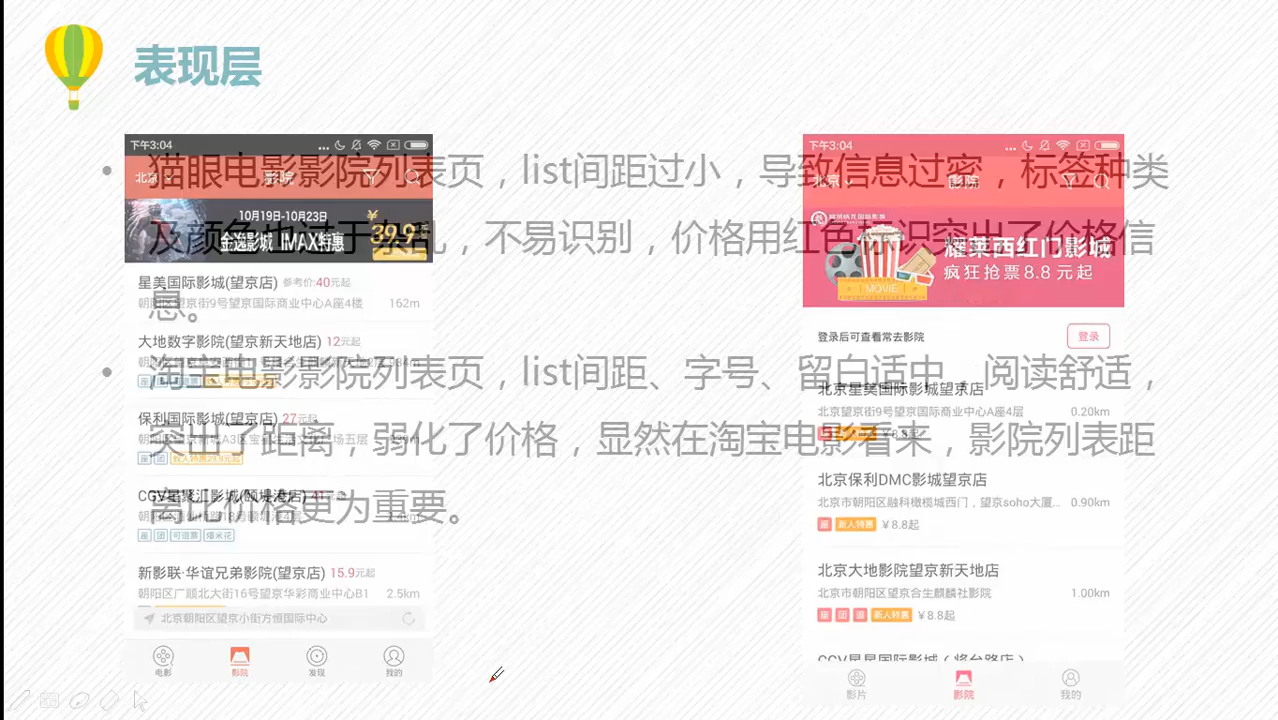 表现层
• 猫眼电影影院列表页，list间距过小，导致信息过密，标签种类
及颜色也过于杂乱，不易识别，价格用红色标识突出了价格信
息。
• 淘宝电影影院列表页，list间距、字号、留白适中，阅读舒适，
突出了距离，弱化了价格，显然在淘宝电影看来，影院列表距
离比价格更为重要。
下午3:04
北京
影院
10月19日-10月23日
金逸影城 IMAX特惠
¥
39.9
星美国际影城(望京店) 参考价:40元起
朝阳区望京街9号望京国际商业中心A座4楼 162m
大地数字影院(望京新天地店) 12元起
保利国际影城(望京店) 27元起
座 团
CGV星聚汇影城(颐堤港店) 41
座 团 可退票 爆米花
新影联·华谊兄弟影院(望京店) 15.9元起
朝阳区广顺北大街16号望京华彩商业中心B1 2.5km
北京朝阳区望京小街方恒国际中心
电影 影院 发现 我的
下午3:04
北京
影院
耀莱西红门影城
疯狂抢票8.8元起
MOVIE
登录后可查看常去影院 登录
北京星美国际影城望京店
北京望京街9号望京国际商业中心A座4层 0.20km
¥8.8起
北京保利DMC影城望京店
北京市朝阳区融科橄榄城西门，望京soho大厦... 0.90km
座 新人特惠 ¥8.8起
北京大地影院望京新天地店
北京市朝阳区望京合生麒麟社影院 1.00km
座 团 退 新人特惠 ¥8.8起
影片 影院 我的